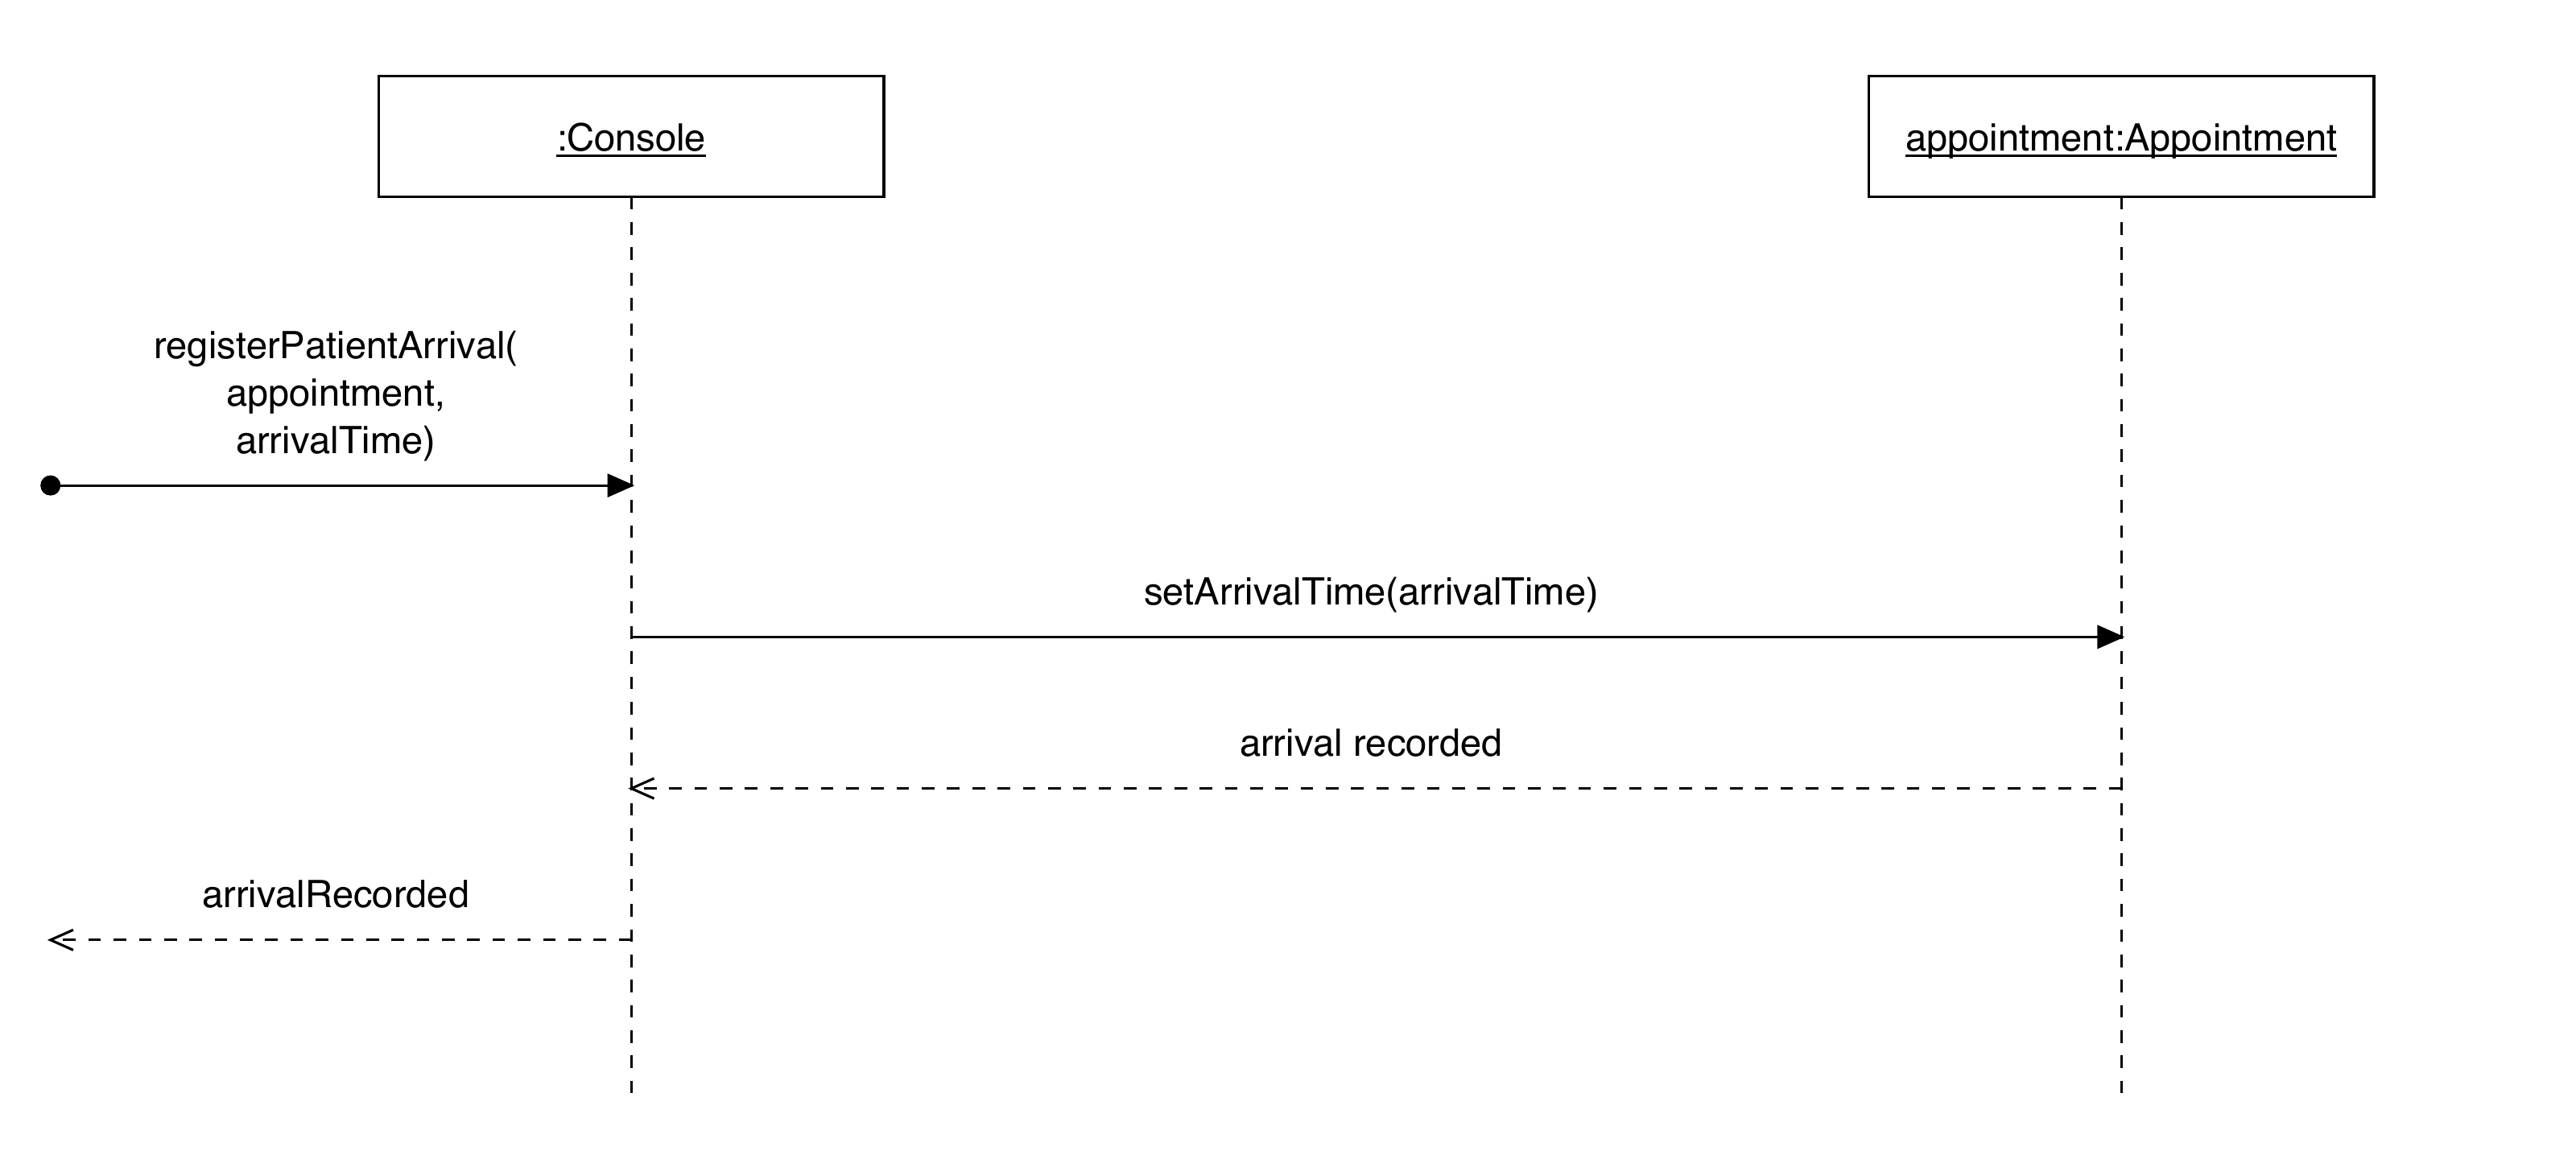 :Console
appointment:Appointment
registerPatientArrival(
appointment,
arrivalTime)
setArrivalTime(arrivalTime)
arrival recorded
arrivalRecorded